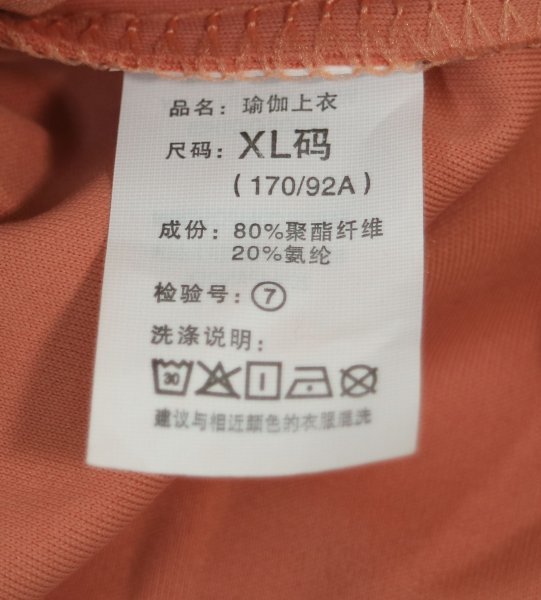 品名：瑜伽上衣
尺码：XL码
（170/92A）
成份：80%聚酯纤维
20%氨纶
检验号：⑦
洗涤说明：
30
建议与相近颜色的衣服混洗